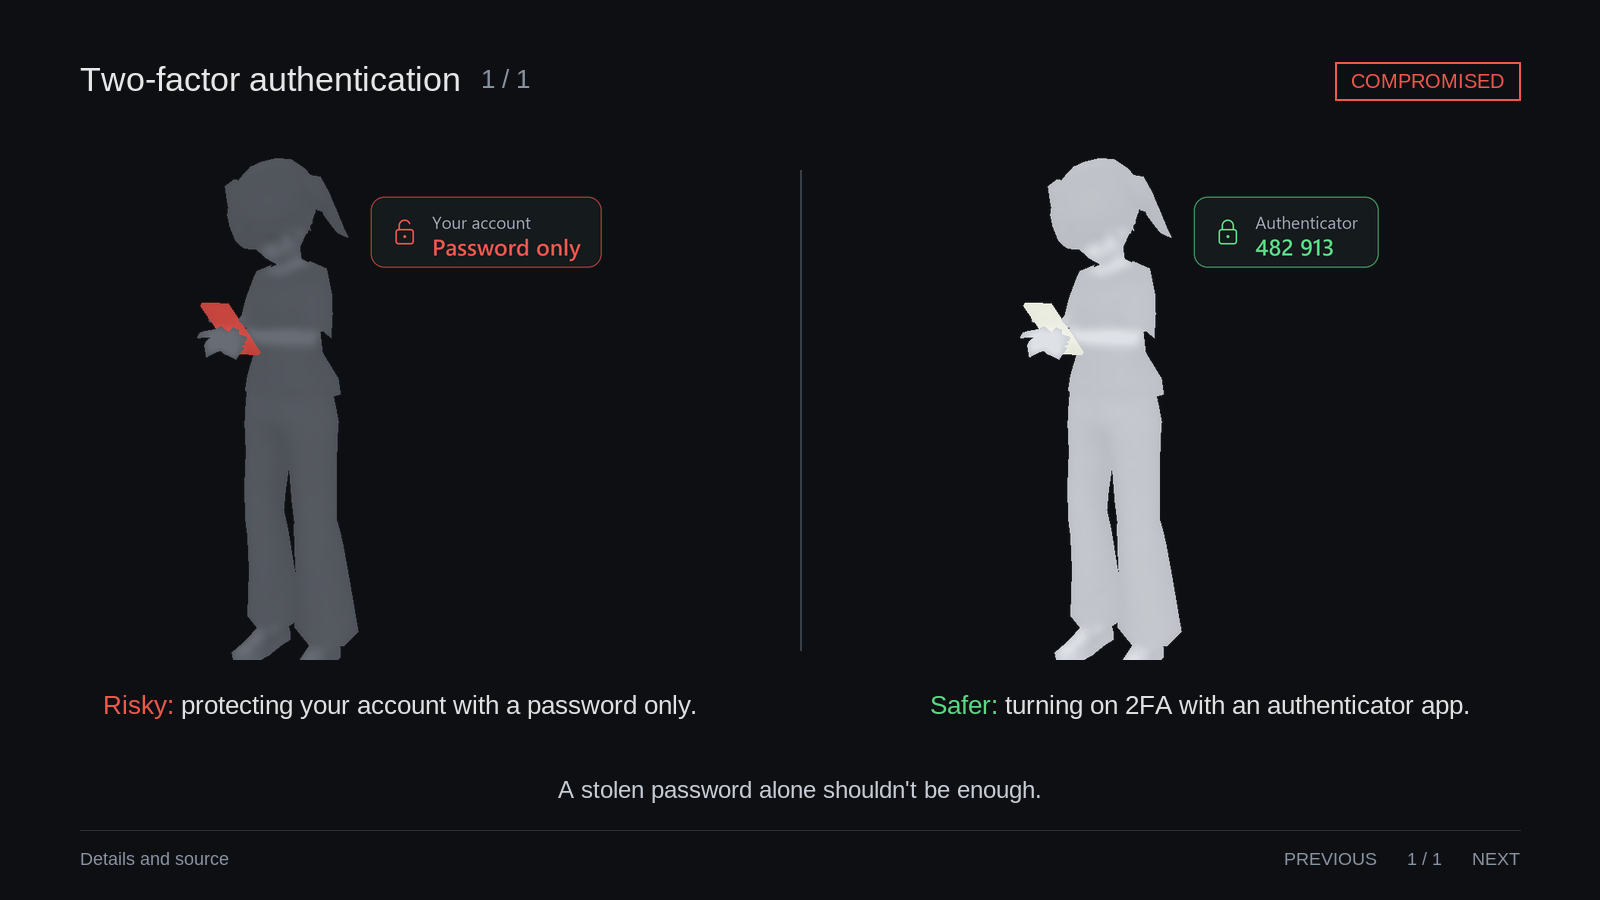 Two-factor authentication 1 / 1
COMPROMISED
Your account
Password only
Authenticator
482 913
Risky: protecting your account with a password only.
Safer: turning on 2FA with an authenticator app.
A stolen password alone shouldn't be enough.
Details and source
PREVIOUS 1 / 1 NEXT